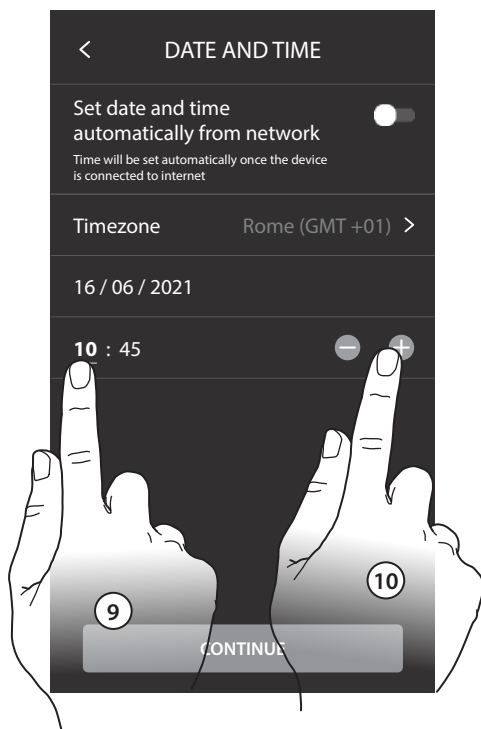 DATE AND TIME
Set date and time
automatically from network
Time will be set automatically once the device
is connected to internet
Timezone Rome (GMT +01)
16 / 06 / 2021
10 : 45
9
10
CONTINUE